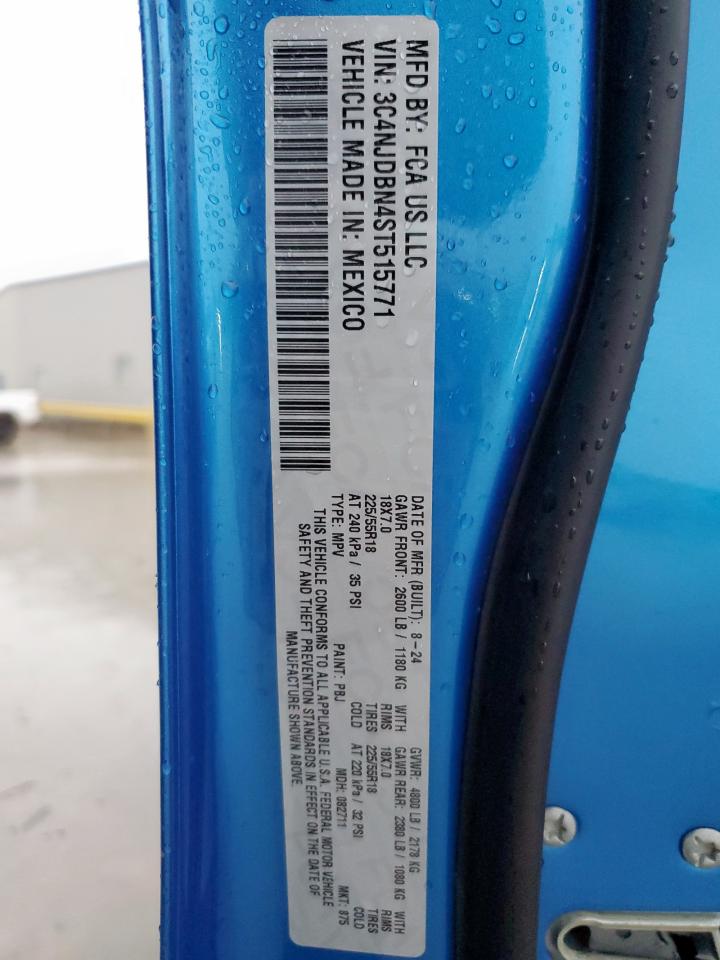 MFD BY: FCA US LLC
VIN: 3C4NJDBN4ST515771
VEHICLE MADE IN: MEXICO
DATE OF MFR (BUILT): 8-24 GVWR: 4800 LB / 2178 KG
GAWR FRONT: 2600 LB / 1180 KG WITH GAWR REAR: 2380 LB / 1080 KG WITH
18X7.0 RIMS 18X7.0 RIMS
225/55R18 TIRES 225/55R18 TIRES
AT 240 kPa / 35 PSI COLD AT 220 kPa / 32 PSI COLD
TYPE: MPV PAINT: PBJ MDH: 082711 MKT: 875
THIS VEHICLE CONFORMS TO ALL APPLICABLE U.S.A. FEDERAL MOTOR VEHICLE
SAFETY AND THEFT PREVENTION STANDARDS IN EFFECT ON THE DATE OF
MANUFACTURE SHOWN ABOVE.